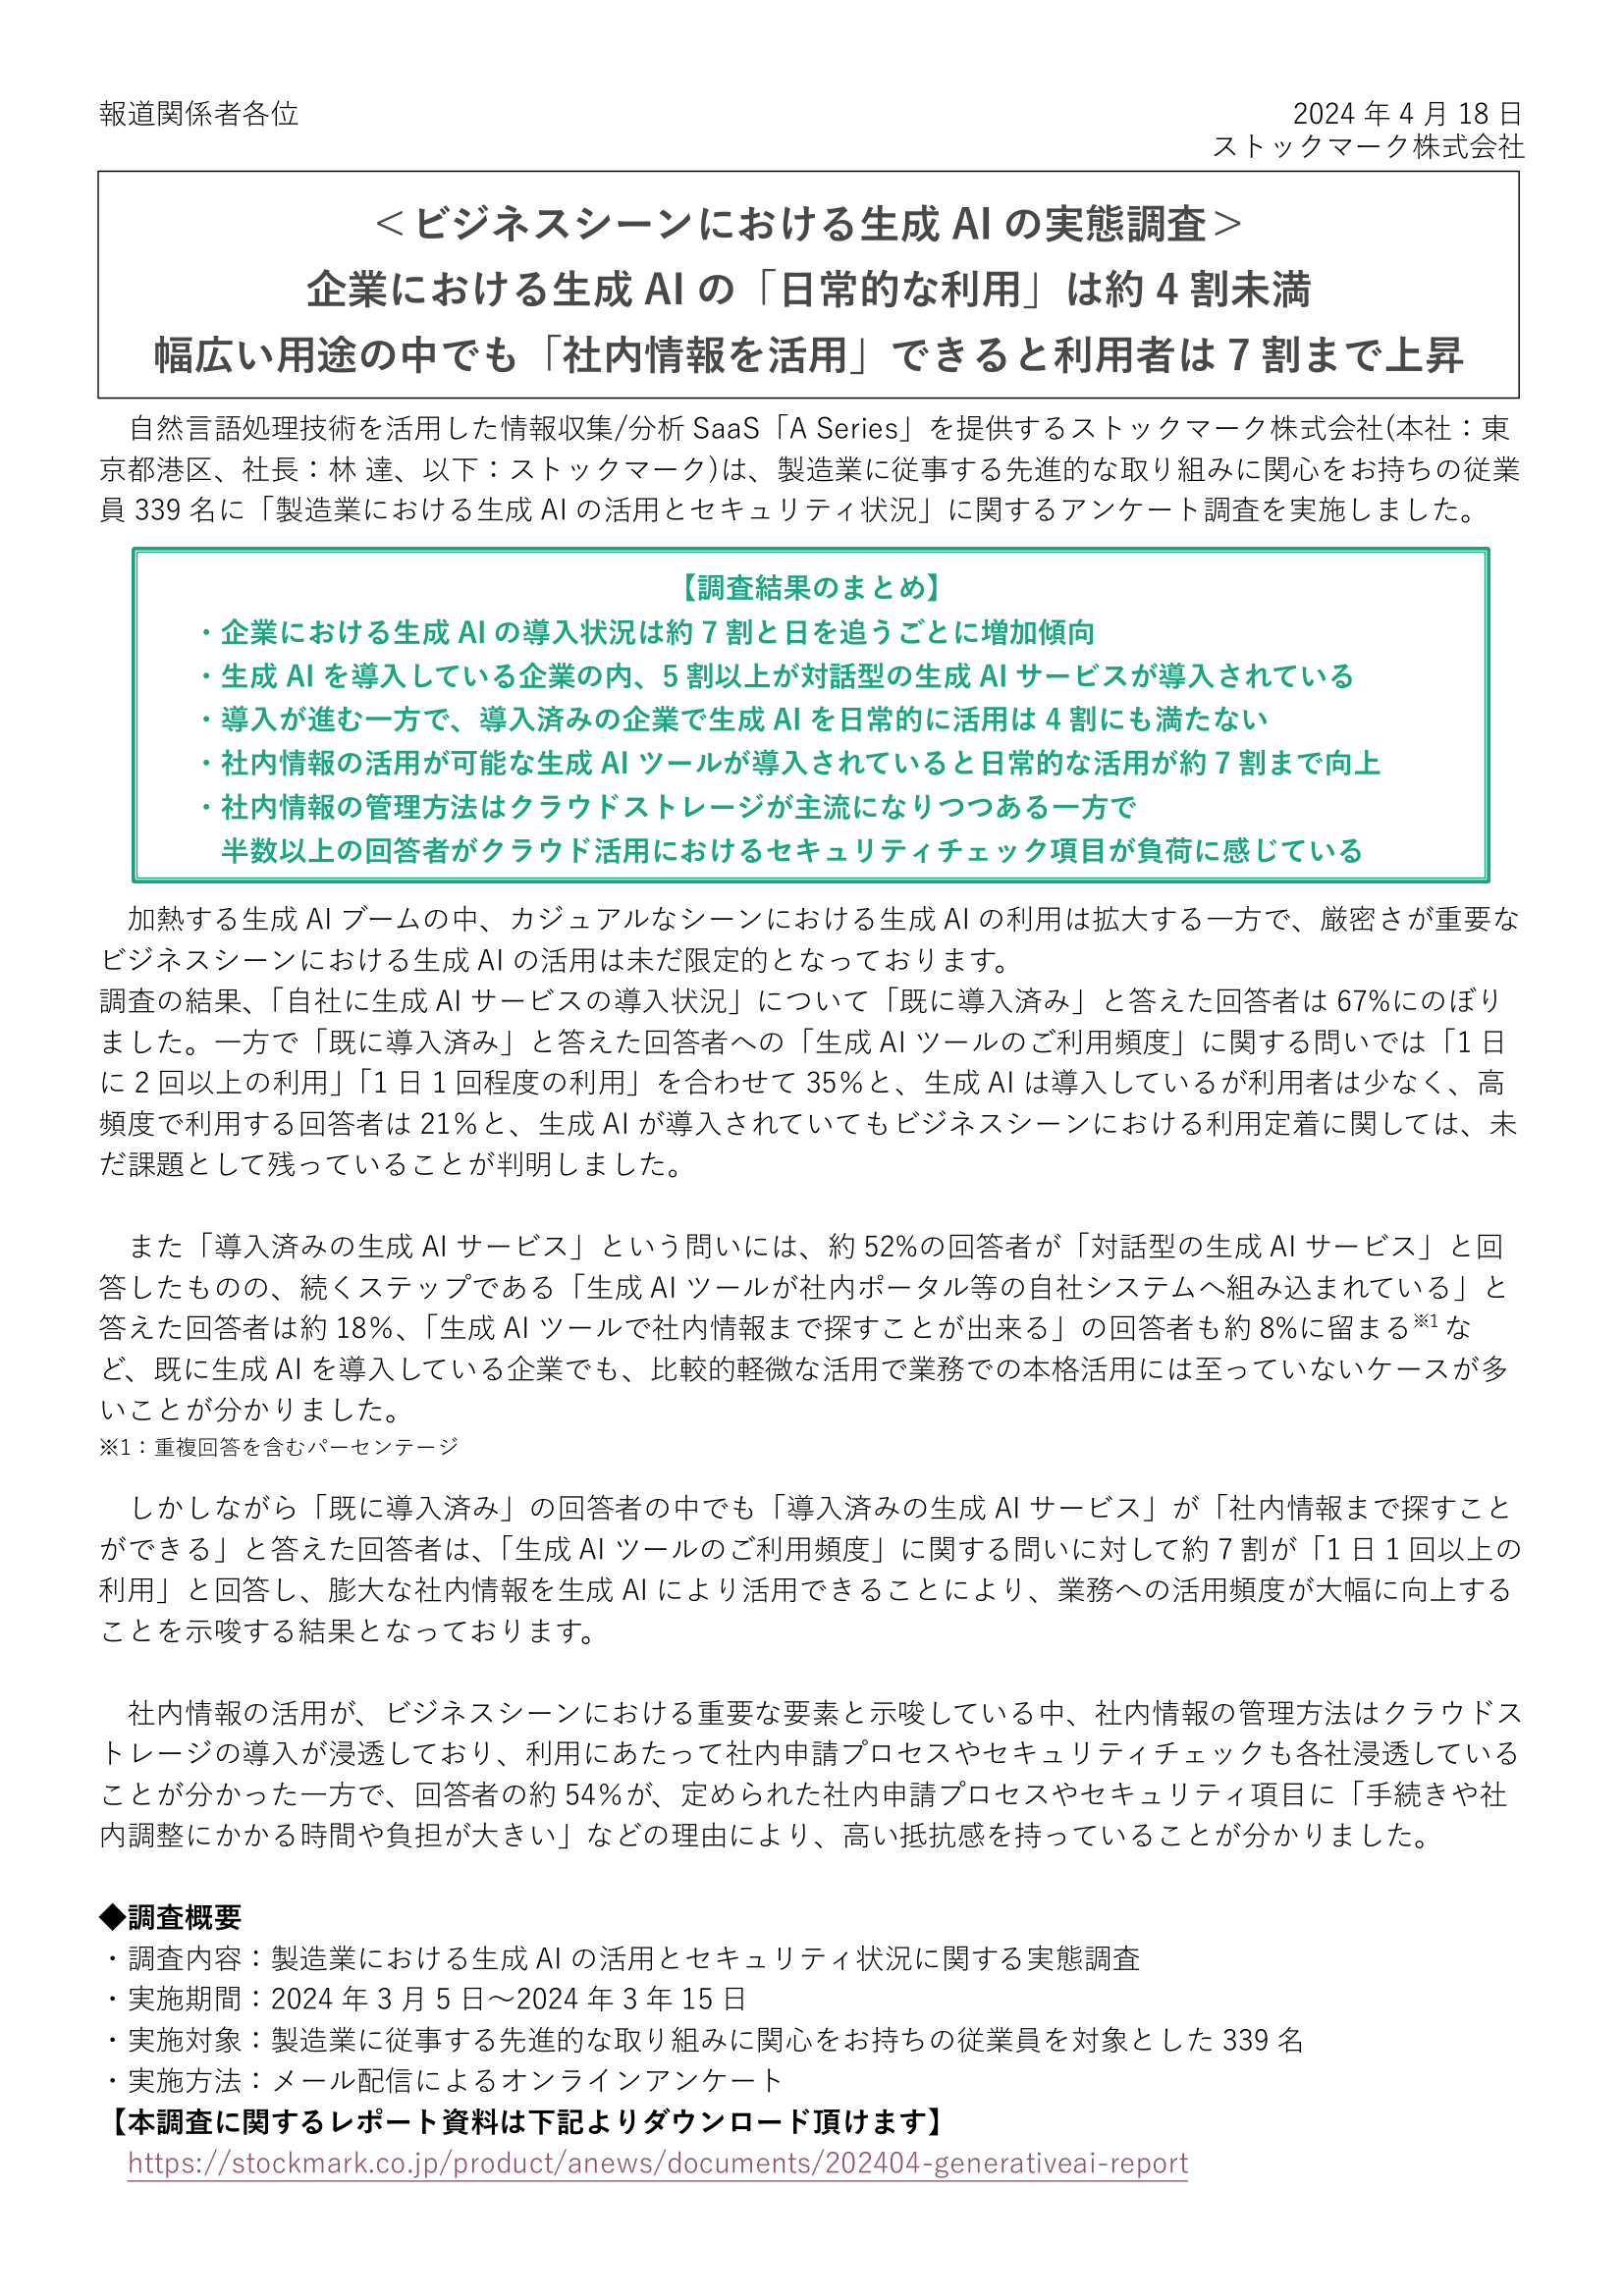 報道関係者各位
2024 年 4 月 18 日
ストックマーク株式会社
＜ビジネスシーンにおける生成 AI の実態調査＞
企業における生成 AI の「日常的な利用」は約 4 割未満
幅広い用途の中でも「社内情報を活用」できると利用者は 7 割まで上昇
自然言語処理技術を活用した情報収集/分析 SaaS「A Series」を提供するストックマーク株式会社(本社：東
京都港区、社長：林 達、以下：ストックマーク)は、製造業に従事する先進的な取り組みに関心をお持ちの従業
員 339 名に「製造業における生成 AI の活用とセキュリティ状況」に関するアンケート調査を実施しました。
【調査結果のまとめ】
・企業における生成 AI の導入状況は約 7 割と日を追うごとに増加傾向
・生成 AI を導入している企業の内、5 割以上が対話型の生成 AI サービスが導入されている
・導入が進む一方で、導入済みの企業で生成 AI を日常的に活用は 4 割にも満たない
・社内情報の活用が可能な生成 AI ツールが導入されていると日常的な活用が約 7 割まで向上
・社内情報の管理方法はクラウドストレージが主流になりつつある一方で
半数以上の回答者がクラウド活用におけるセキュリティチェック項目が負荷に感じている
加熱する生成 AI ブームの中、カジュアルなシーンにおける生成 AI の利用は拡大する一方で、厳密さが重要な
ビジネスシーンにおける生成 AI の活用は未だ限定的となっております。
調査の結果、「自社に生成 AI サービスの導入状況」について「既に導入済み」と答えた回答者は 67%にのぼり
ました。一方で「既に導入済み」と答えた回答者への「生成 AI ツールのご利用頻度」に関する問いでは「1 日
に 2 回以上の利用」「1 日 1 回程度の利用」を合わせて 35％と、生成 AI は導入しているが利用者は少なく、高
頻度で利用する回答者は 21％と、生成 AI が導入されていてもビジネスシーンにおける利用定着に関しては、未
だ課題として残っていることが判明しました。
また「導入済みの生成 AI サービス」という問いには、約 52%の回答者が「対話型の生成 AI サービス」と回
答したものの、続くステップである「生成 AI ツールが社内ポータル等の自社システムへ組み込まれている」と
答えた回答者は約 18％、「生成 AI ツールで社内情報まで探すことが出来る」の回答者も約 8%に留まる※1 な
ど、既に生成 AI を導入している企業でも、比較的軽微な活用で業務での本格活用には至っていないケースが多
いことが分かりました。
※1：重複回答を含むパーセンテージ
しかしながら「既に導入済み」の回答者の中でも「導入済みの生成 AI サービス」が「社内情報まで探すこと
ができる」と答えた回答者は、「生成 AI ツールのご利用頻度」に関する問いに対して約 7 割が「1 日 1 回以上の
利用」と回答し、膨大な社内情報を生成 AI により活用できることにより、業務への活用頻度が大幅に向上する
ことを示唆する結果となっております。
社内情報の活用が、ビジネスシーンにおける重要な要素と示唆している中、社内情報の管理方法はクラウドス
トレージの導入が浸透しており、利用にあたって社内申請プロセスやセキュリティチェックも各社浸透している
ことが分かった一方で、回答者の約 54％が、定められた社内申請プロセスやセキュリティ項目に「手続きや社
内調整にかかる時間や負担が大きい」などの理由により、高い抵抗感を持っていることが分かりました。
◆調査概要
・調査内容：製造業における生成 AI の活用とセキュリティ状況に関する実態調査
・実施期間：2024 年 3 月 5 日～2024 年 3 年 15 日
・実施対象：製造業に従事する先進的な取り組みに関心をお持ちの従業員を対象とした 339 名
・実施方法：メール配信によるオンラインアンケート
【本調査に関するレポート資料は下記よりダウンロード頂けます】
https://stockmark.co.jp/product/anews/documents/202404-generativeai-report